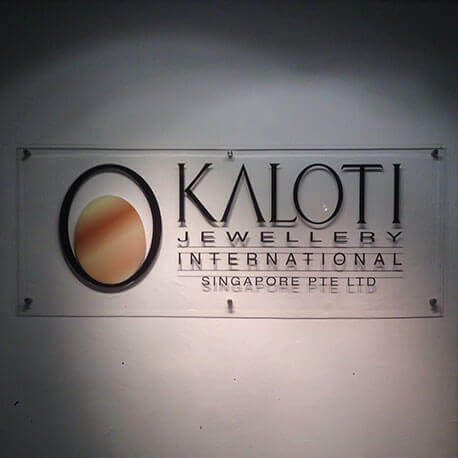 KALOTI
JEWELLERY
INTERNATIONAL
SINGAPORE PTE LTD